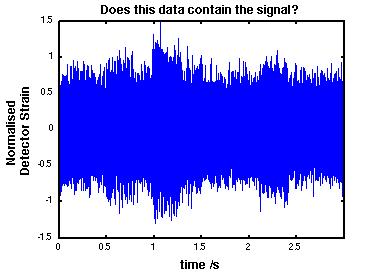 Does this data contain the signal?
1.5
1
0.5
0
-0.5
-1
-1.5
Normalised
Detector Strain
0 0.5 1 1.5 2 2.5
time /s